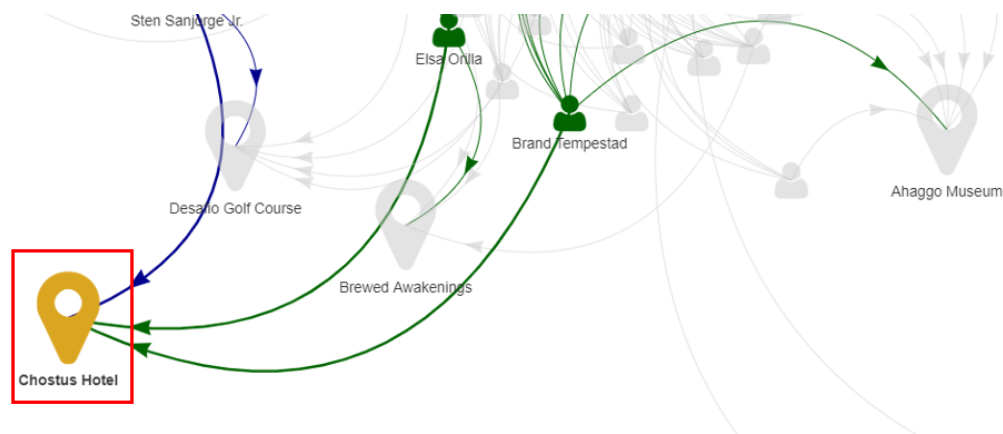 Sten Sanjorge Jr.
Elsa Orilla
Brand Tempestad
Desafio Golf Course
Ahaggo Museum
Brewed Awakenings
Chostus Hotel